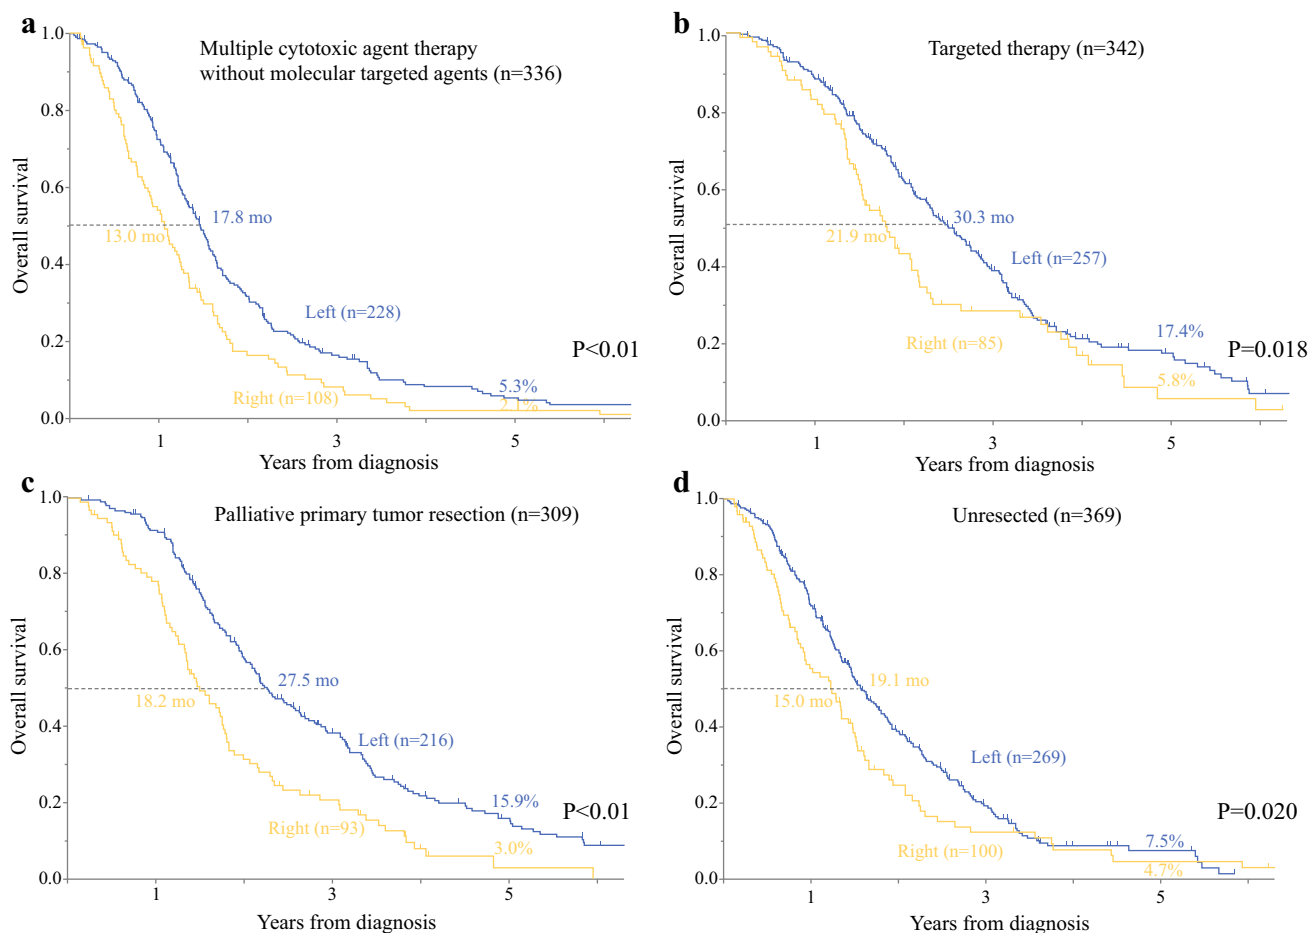 a
Multiple cytotoxic agent therapy
without molecular targeted agents (n=336)
1.0
0.8
0.6
0.4
0.2
0.0
Overall survival
17.8 mo
13.0 mo
Left (n=228)
Right (n=108)
5.3%
2.1%
P<0.01
1
3
5
Years from diagnosis
b
Targeted therapy (n=342)
1.0
0.8
0.6
0.4
0.2
0.0
Overall survival
30.3 mo
21.9 mo
Left (n=257)
Right (n=85)
17.4%
5.8%
P=0.018
1
3
5
Years from diagnosis
c
Palliative primary tumor resection (n=309)
1.0
0.8
0.6
0.4
0.2
0.0
Overall survival
27.5 mo
18.2 mo
Left (n=216)
Right (n=93)
15.9%
3.0%
P<0.01
1
3
5
Years from diagnosis
d
Unresected (n=369)
1.0
0.8
0.6
0.4
0.2
0.0
Overall survival
19.1 mo
15.0 mo
Left (n=269)
Right (n=100)
7.5%
4.7%
P=0.020
1
3
5
Years from diagnosis